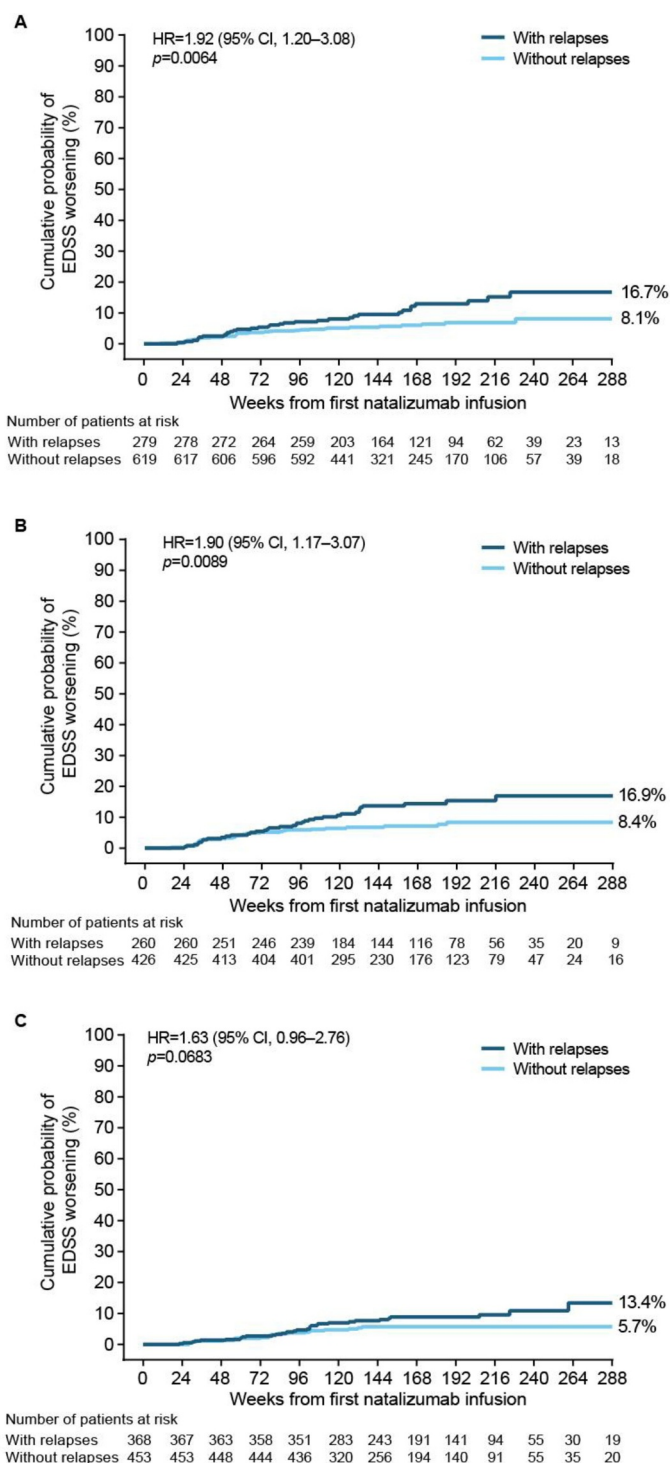 A
HR=1.92 (95% CI, 1.20–3.08)
p=0.0064
With relapses
Without relapses
Cumulative probability of
EDSS worsening (%)
100
90
80
70
60
50
40
30
20
10
0
16.7%
8.1%
0 24 48 72 96 120 144 168 192 216 240 264 288
Weeks from first natalizumab infusion
Number of patients at risk
With relapses 279 278 272 264 259 203 164 121 94 62 39 23 13
Without relapses 619 617 606 596 592 441 321 245 170 106 57 39 18
B
HR=1.90 (95% CI, 1.17–3.07)
p=0.0089
With relapses
Without relapses
Cumulative probability of
EDSS worsening (%)
100
90
80
70
60
50
40
30
20
10
0
16.9%
8.4%
0 24 48 72 96 120 144 168 192 216 240 264 288
Weeks from first natalizumab infusion
Number of patients at risk
With relapses 260 260 251 246 239 184 144 116 78 56 35 20 9
Without relapses 426 425 413 404 401 295 230 176 123 79 47 24 16
C
HR=1.63 (95% CI, 0.96–2.76)
p=0.0683
With relapses
Without relapses
Cumulative probability of
EDSS worsening (%)
100
90
80
70
60
50
40
30
20
10
0
13.4%
5.7%
0 24 48 72 96 120 144 168 192 216 240 264 288
Weeks from first natalizumab infusion
Number of patients at risk
With relapses 368 367 363 358 351 283 243 191 141 94 55 30 19
Without relapses 453 453 448 444 436 320 256 194 140 91 55 35 20